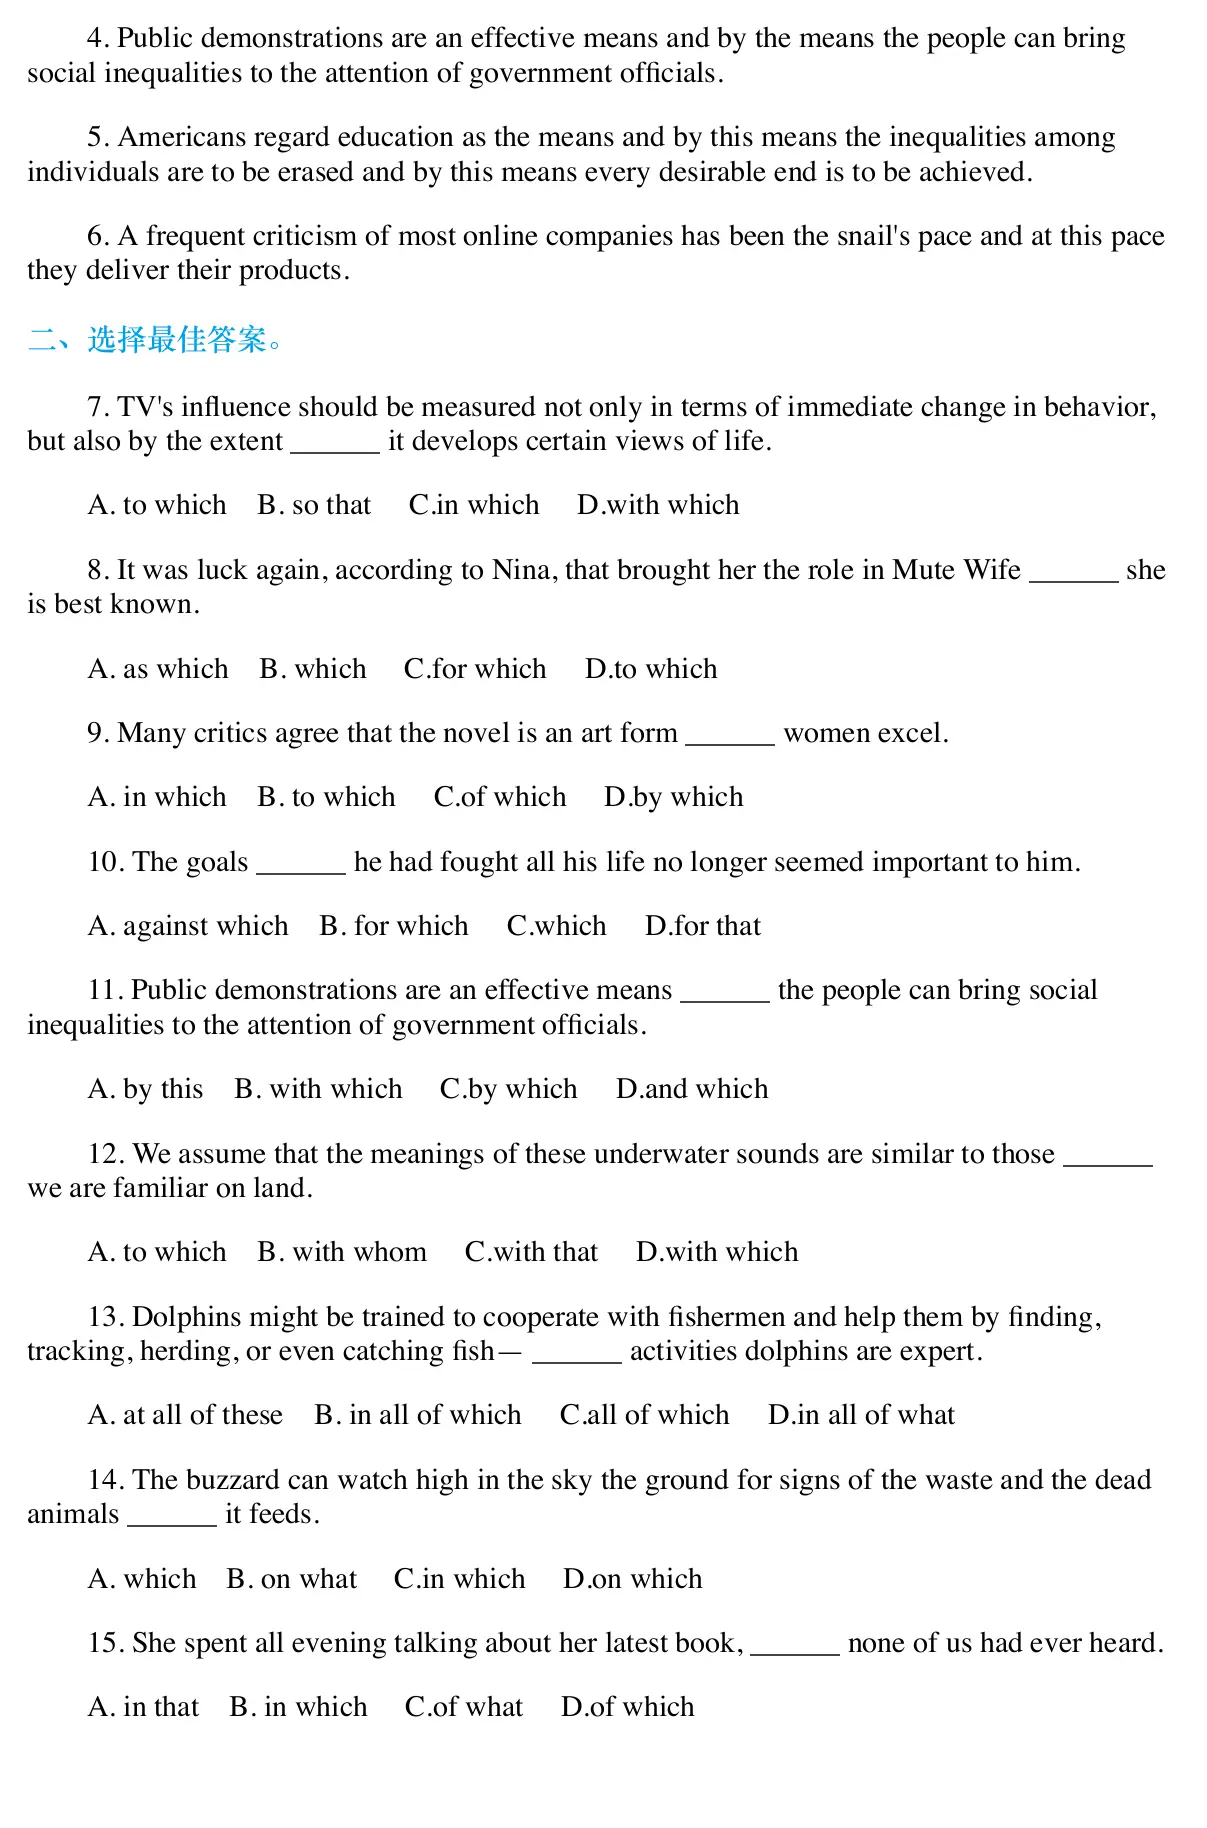 4. Public demonstrations are an effective means and by the means the people can bring
social inequalities to the attention of government officials.
5. Americans regard education as the means and by this means the inequalities among
individuals are to be erased and by this means every desirable end is to be achieved.
6. A frequent criticism of most online companies has been the snail's pace and at this pace
they deliver their products.
二、选择最佳答案。
7. TV's influence should be measured not only in terms of immediate change in behavior,
but also by the extent ______ it develops certain views of life.
A. to which B. so that C.in which D.with which
8. It was luck again, according to Nina, that brought her the role in Mute Wife ______ she
is best known.
A. as which B. which C.for which D.to which
9. Many critics agree that the novel is an art form ______ women excel.
A. in which B. to which C.of which D.by which
10. The goals ______ he had fought all his life no longer seemed important to him.
A. against which B. for which C.which D.for that
11. Public demonstrations are an effective means ______ the people can bring social
inequalities to the attention of government officials.
A. by this B. with which C.by which D.and which
12. We assume that the meanings of these underwater sounds are similar to those ______
we are familiar on land.
A. to which B. with whom C.with that D.with which
13. Dolphins might be trained to cooperate with fishermen and help them by finding,
tracking, herding, or even catching fish— ______ activities dolphins are expert.
A. at all of these B. in all of which C.all of which D.in all of what
14. The buzzard can watch high in the sky the ground for signs of the waste and the dead
animals ______ it feeds.
A. which B. on what C.in which D.on which
15. She spent all evening talking about her latest book, ______ none of us had ever heard.
A. in that B. in which C.of what D.of which